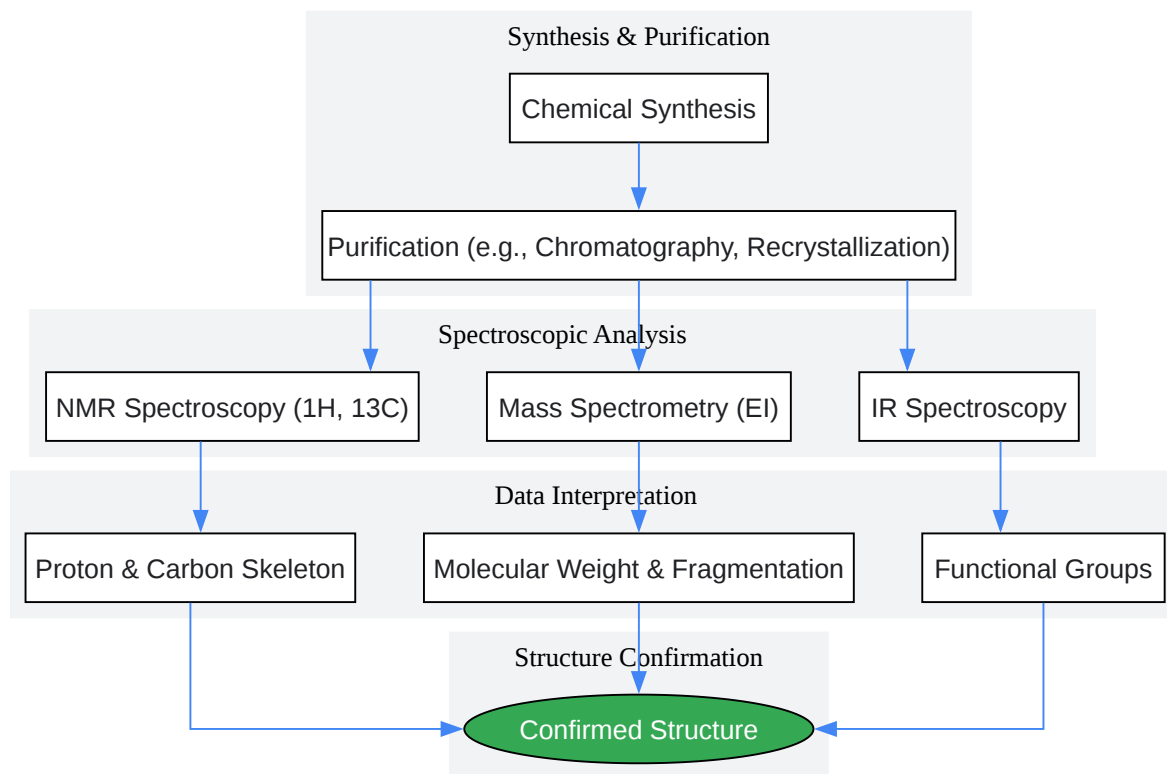 Synthesis & Purification
Chemical Synthesis
Purification (e.g., Chromatography, Recrystallization)
Spectroscopic Analysis
NMR Spectroscopy (1H, 13C)
Mass Spectrometry (EI)
IR Spectroscopy
Data Interpretation
Proton & Carbon Skeleton
Molecular Weight & Fragmentation
Functional Groups
Structure Confirmation
Confirmed Structure